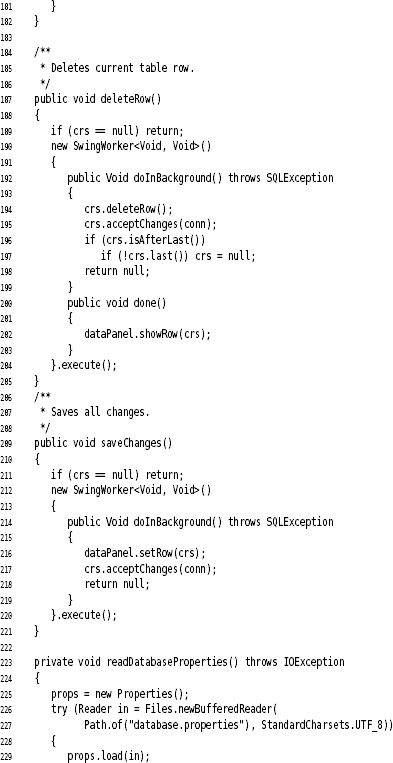 181       }
182    }
183
184    /**
185     * Deletes current table row.
186     */
187    public void deleteRow()
188    {
189       if (crs == null) return;
190       new SwingWorker<Void, Void>()
191       {
192          public Void doInBackground() throws SQLException
193          {
194             crs.deleteRow();
195             crs.acceptChanges(conn);
196             if (crs.isAfterLast())
197                if (!crs.last()) crs = null;
198             return null;
199          }
200          public void done()
201          {
202             dataPanel.showRow(crs);
203          }
204       }.execute();
205    }
206    /**
207     * Saves all changes.
208     */
209    public void saveChanges()
210    {
211       if (crs == null) return;
212       new SwingWorker<Void, Void>()
213       {
214          public Void doInBackground() throws SQLException
215          {
216             dataPanel.setRow(crs);
217             crs.acceptChanges(conn);
218             return null;
219          }
220       }.execute();
221    }
222
223    private void readDatabaseProperties() throws IOException
224    {
225       props = new Properties();
226       try (Reader in = Files.newBufferedReader(
227             Path.of("database.properties"), StandardCharsets.UTF_8))
228       {
229          props.load(in);